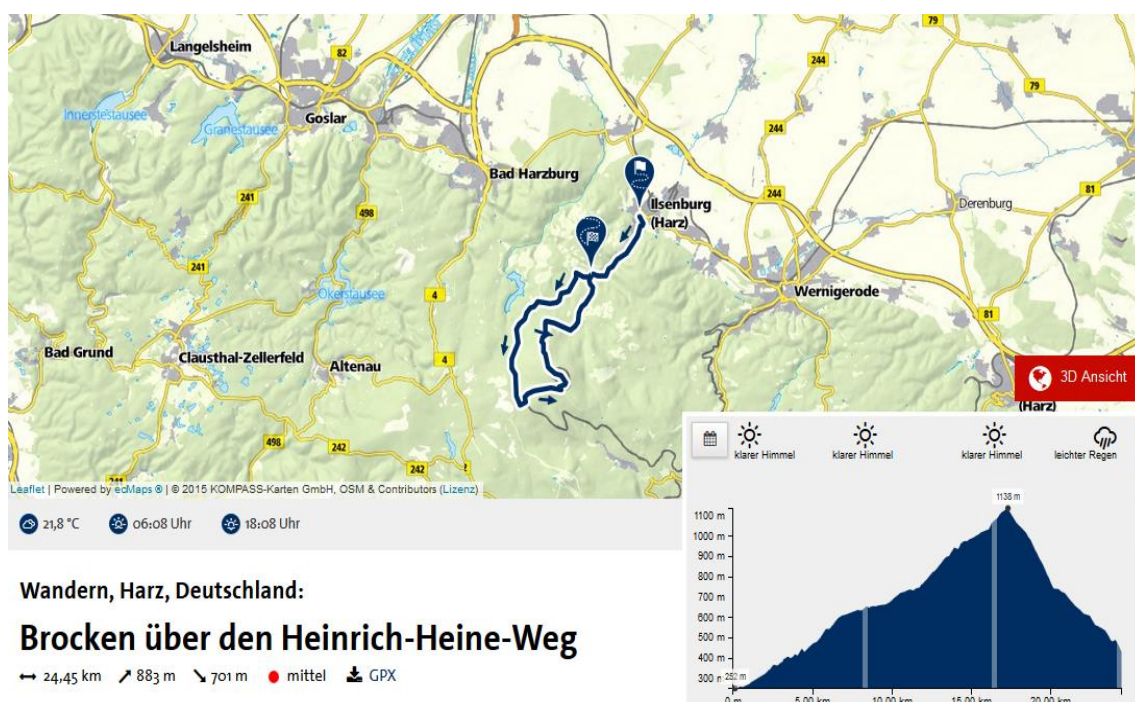 Langelsheim
82
79
244
Innerstestausee
Granestausee
Goslar
244
79
Bad Harzburg
244
241
498
Ilsenburg
(Harz)
Derenburg
81
241
241
Okerstausee
4
Wernigerode
81
Bad Grund
Clausthal-Zellerfeld
Altenau
4
3D Ansicht
(Harz)
498
242
242
241
2
klarer Himmel
klarer Himmel
klarer Himmel
leichter Regen
Leaflet | Powered by ecMaps ® | © 2015 KOMPASS-Karten GmbH, OSM & Contributors (Lizenz)
21,8 °C 06:08 Uhr 18:08 Uhr
1138 m
1100 m
1000 m
900 m
800 m
700 m
600 m
500 m
400 m
300 m
252 m
0 m 5.00 km 10.00 km 15.00 km 20.00 km
Wandern, Harz, Deutschland:
Brocken über den Heinrich-Heine-Weg
24,45 km 883 m 701 m mittel GPX